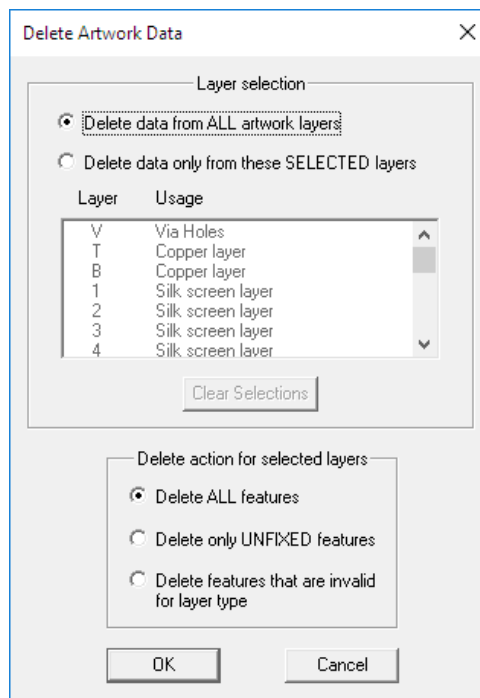 Delete Artwork Data
Layer selection
Delete data from ALL artwork layers
Delete data only from these SELECTED layers
Layer Usage
V Via Holes
T Copper layer
B Copper layer
1 Silk screen layer
2 Silk screen layer
3 Silk screen layer
4 Silk screen layer
Clear Selections
Delete action for selected layers
Delete ALL features
Delete only UNFIXED features
Delete features that are invalid
for layer type
OK Cancel